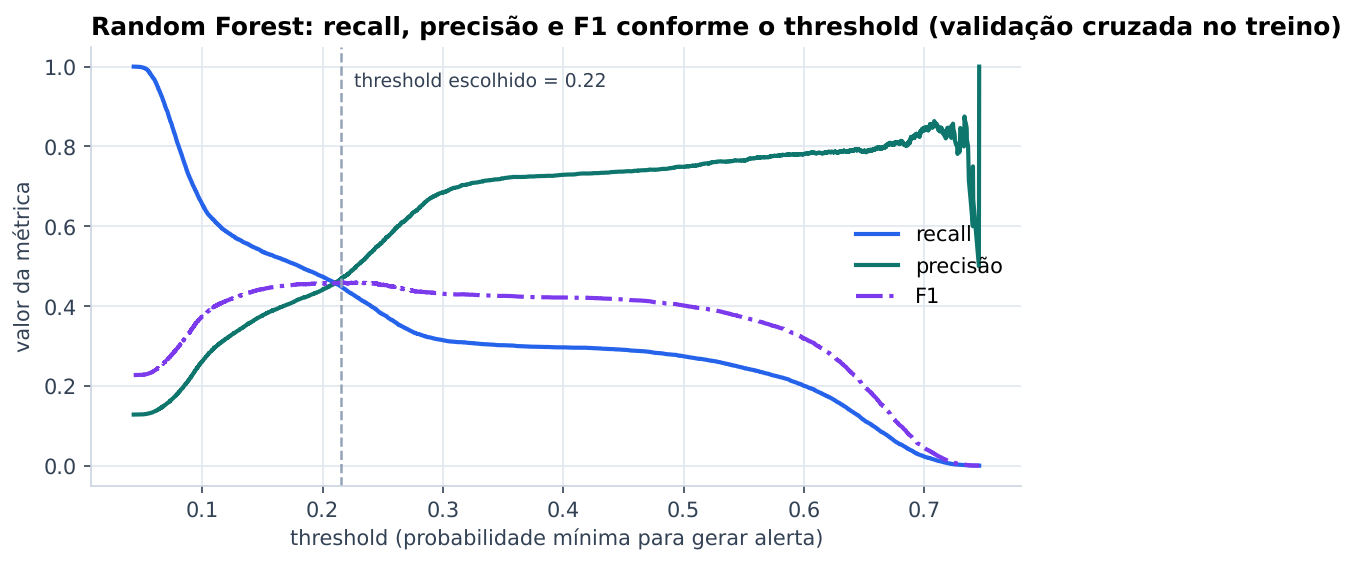 Random Forest: recall, precisão e F1 conforme o threshold (validação cruzada no treino)
threshold escolhido = 0.22
valor da métrica
1.0
0.8
0.6
0.4
0.2
0.0
recall
precisão
F1
0.1 0.2 0.3 0.4 0.5 0.6 0.7
threshold (probabilidade mínima para gerar alerta)